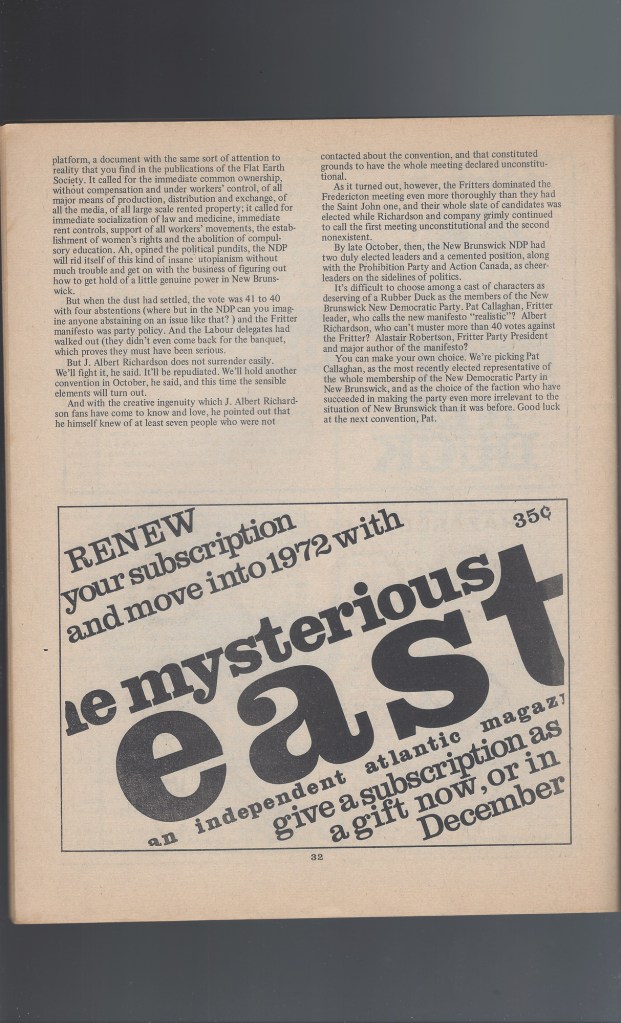 platform, a document with the same sort of attention to
reality that you find in the publications of the Flat Earth
Society. It called for the immediate common ownership,
without compensation and under workers' control, of all
major means of production, distribution and exchange, of
all the media, of all large scale rented property; it called for
immediate socialization of law and medicine, immediate
rent controls, support of all workers' movements, the estab-
lishment of women's rights and the abolition of compul-
sory education. Ah, opined the political pundits, the NDP
will rid itself of this kind of insane utopianism without
much trouble and get on with the business of figuring out
how to get hold of a little genuine power in New Bruns-
wick.
But when the dust had settled, the vote was 41 to 40
with four abstentions (where but in the NDP can you imag-
ine anyone abstaining on an issue like that? ) and the Fritter
manifesto was party policy. And the Labour delegates had
walked out (they didn't even come back for the banquet,
which proves they must have been serious.
But J. Albert Richardson does not surrender easily.
We'll fight it, he said. It'll be repudiated. We'll hold another
convention in October, he said, and this time the sensible
elements will turn out.
And with the creative ingenuity which J. Albert Richard-
son fans have come to know and love, he pointed out that
he himself knew of at least seven people who were not
contacted about the convention, and that constituted
grounds to have the whole meeting declared unconstitu-
tional.
As it turned out, however, the Fritters dominated the
Fredericton meeting even more thoroughly than they had
the Saint John one, and their whole slate of candidates was
elected while Richardson and company grimly continued
to call the first meeting unconstitutional and the second
nonexistent.
By late October, then, the New Brunswick NDP had
two duly elected leaders and a cemented position, along
with the Prohibition Party and Action Canada, as cheer-
leaders on the sidelines of politics.
It's difficult to choose among a cast of characters as
deserving of a Rubber Duck as the members of the New
Brunswick New Democratic Party. Pat Callaghan, Fritter
leader, who calls the new manifesto "realistic"? Albert
Richardson, who can't muster more than 40 votes against
the Fritter? Alastair Robertson, Fritter Party President
and major author of the manifesto?
You can make your own choice. We're picking Pat
Callaghan, as the most recently elected representative of
the whole membership of the New Democratic Party in
New Brunswick, and as the choice of the faction who have
succeeded in making the party even more irrelevant to the
situation of New Brunswick than it was before. Good luck
at the next convention, Pat.
RENEW
your subscription
and move into 1972 with
35¢
he mysterious
east
an independent atlantic magazi
give a subscription as
a gift now, or in
December
32